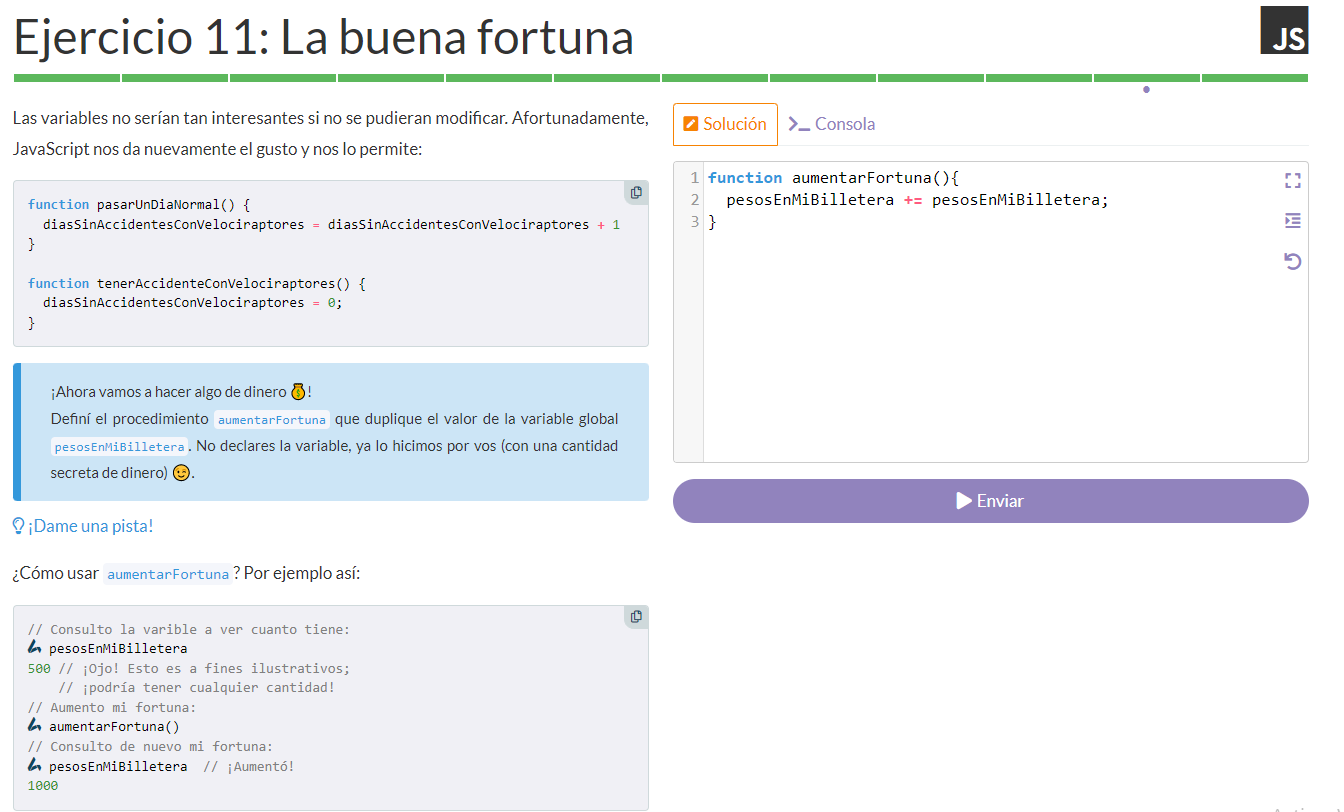 Ejercicio 11: La buena fortuna
JS
Las variables no serían tan interesantes si no se pudieran modificar. Afortunadamente,
JavaScript nos da nuevamente el gusto y nos lo permite:
function pasarUnDiaNormal() {
  diasSinAccidentesConVelociraptores = diasSinAccidentesConVelociraptores + 1
}
function tenerAccidenteConVelociraptores() {
  diasSinAccidentesConVelociraptores = 0;
}
¡Ahora vamos a hacer algo de dinero 💰!
Definí el procedimiento aumentarFortuna que duplique el valor de la variable global
pesosEnMiBilletera. No declares la variable, ya lo hicimos por vos (con una cantidad
secreta de dinero) 😉.
¡Dame una pista!
¿Cómo usar aumentarFortuna? Por ejemplo así:
// Consulto la varible a ver cuanto tiene:
pesosEnMiBilletera
500 // ¡Ojo! Esto es a fines ilustrativos;
    // ¡podría tener cualquier cantidad!
// Aumento mi fortuna:
aumentarFortuna()
// Consulto de nuevo mi fortuna:
pesosEnMiBilletera  // ¡Aumentó!
1000
Solución
Consola
1 function aumentarFortuna(){
2   pesosEnMiBilletera += pesosEnMiBilletera;
3 }
Enviar